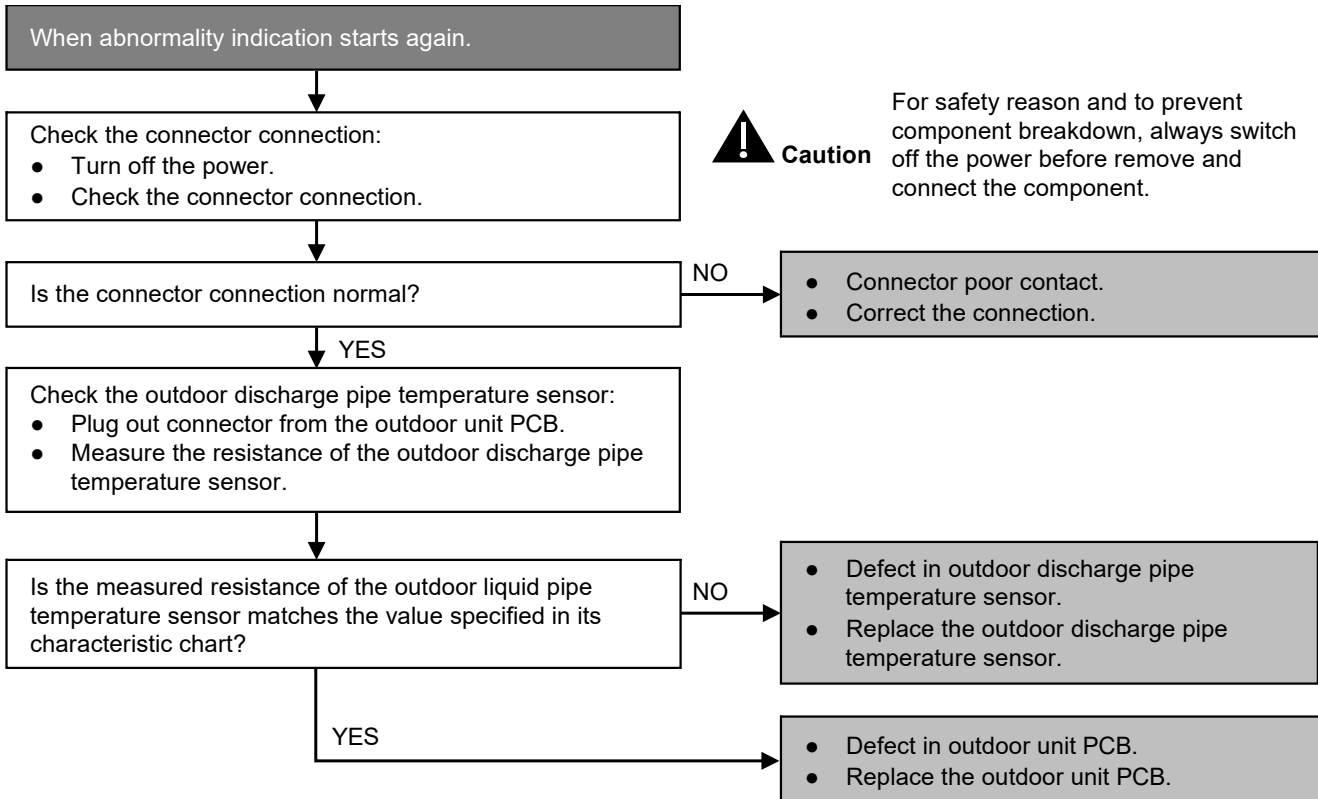 When abnormality indication starts again.
Check the connector connection:
● Turn off the power.
● Check the connector connection.
Caution
For safety reason and to prevent
component breakdown, always switch
off the power before remove and
connect the component.
Is the connector connection normal?
NO
● Connector poor contact.
● Correct the connection.
YES
Check the outdoor discharge pipe temperature sensor:
● Plug out connector from the outdoor unit PCB.
● Measure the resistance of the outdoor discharge pipe
temperature sensor.
Is the measured resistance of the outdoor liquid pipe
temperature sensor matches the value specified in its
characteristic chart?
NO
● Defect in outdoor discharge pipe
temperature sensor.
● Replace the outdoor discharge pipe
temperature sensor.
YES
● Defect in outdoor unit PCB.
● Replace the outdoor unit PCB.